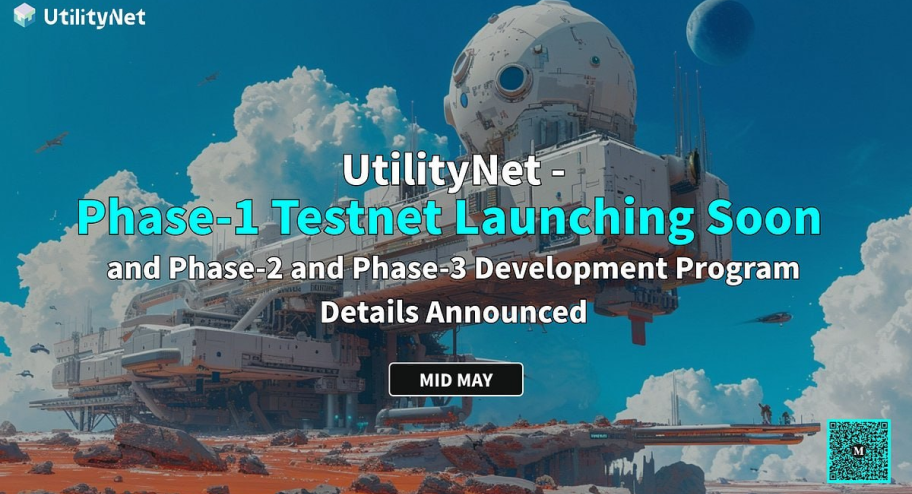 UtilityNet
UtilityNet -
Phase-1 Testnet Launching Soon
and Phase-2 and Phase-3 Development Program
Details Announced
MID MAY
M